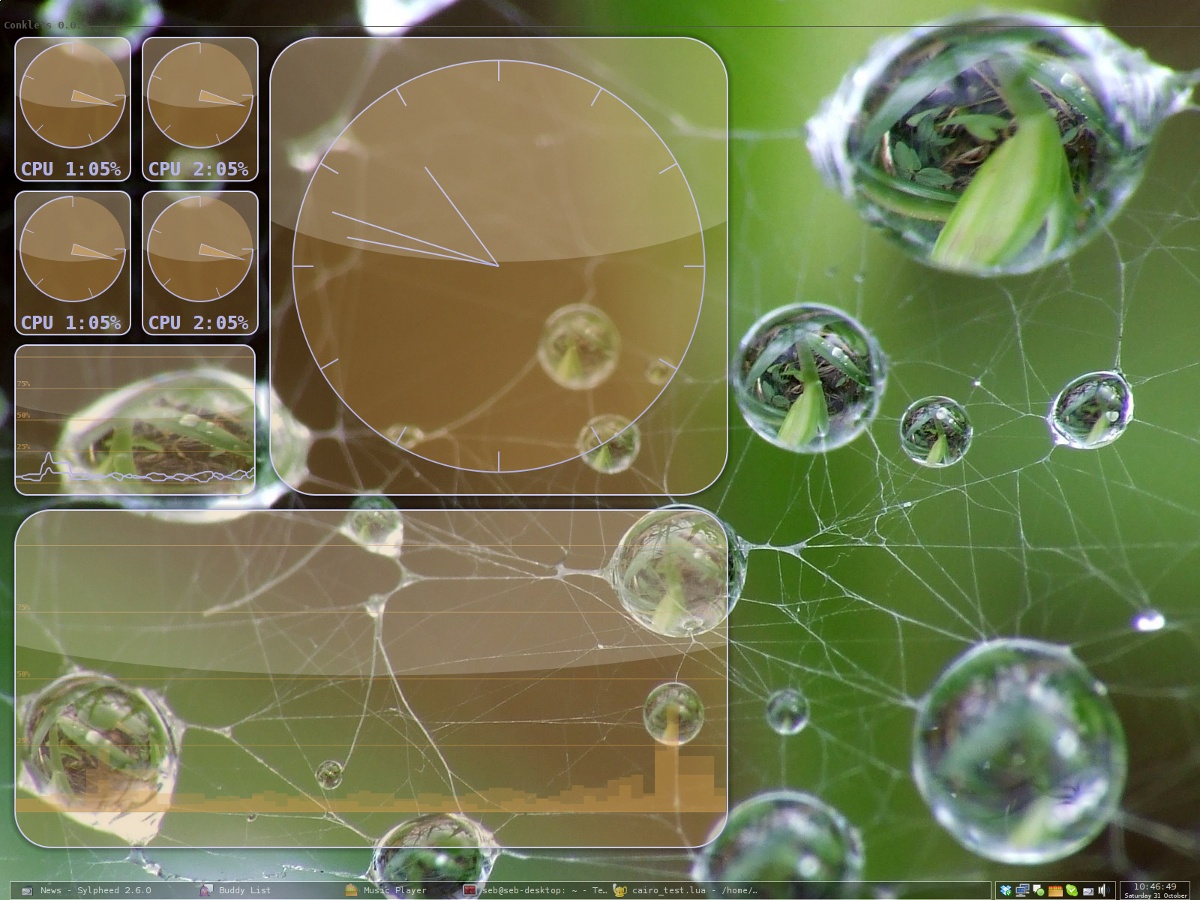 Conkleys 0.0
CPU 1:05% CPU 2:05%
CPU 1:05% CPU 2:05%
75%
50%
25%
75%
50%
News - Sylpheed 2.6.0 Buddy List Music Player seb@seb-desktop: ~ - Te… cairo_test.lua - /home/…
10:46:49
Saturday 31 October